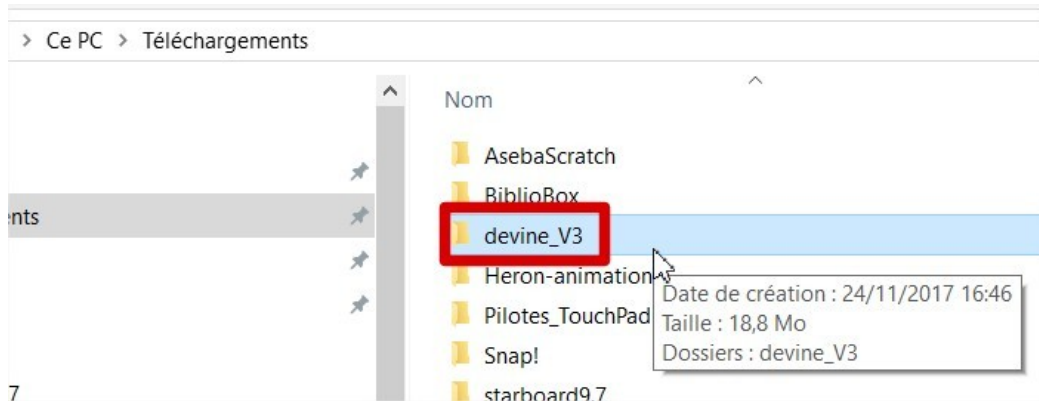 > Ce PC > Téléchargements
Nom
AsebaScratch
BiblioBox
ents
devine_V3
Heron-animation
Date de création : 24/11/2017 16:46
Pilotes_TouchPad
Taille : 18,8 Mo
Snap!
Dossiers : devine_V3
7
starboard9.7